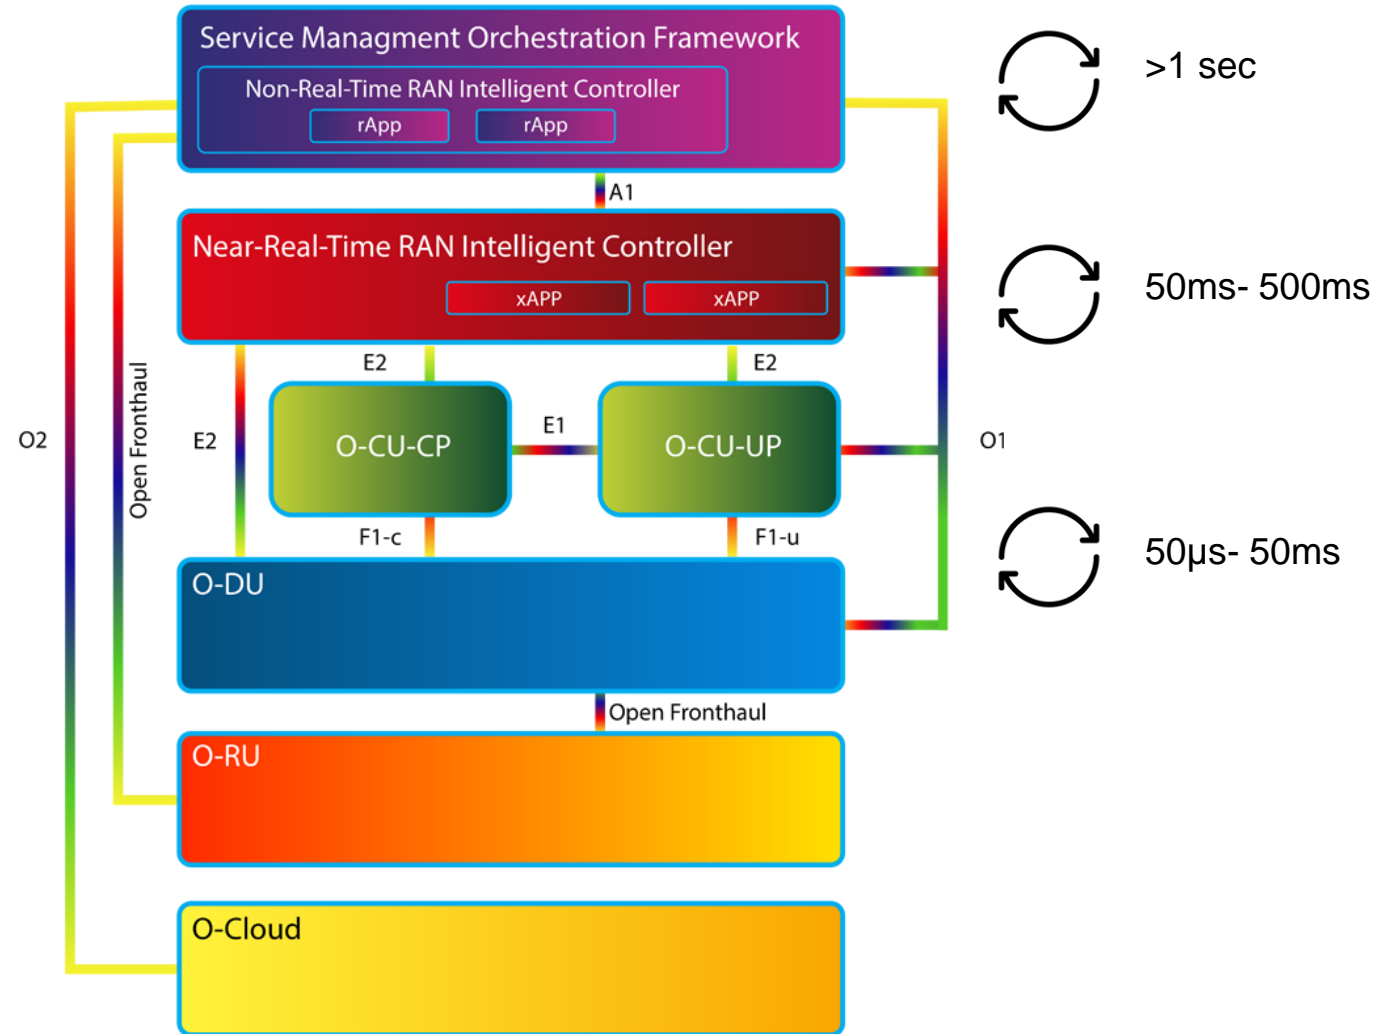 Service Managment Orchestration Framework
>1 sec
Non-Real-Time RAN Intelligent Controller
rApp
rApp
A1
Near-Real-Time RAN Intelligent Controller
50ms- 500ms
xAPP
xAPP
E2
E2
Open Fronthaul
O2
E2
O-CU-CP
E1
O-CU-UP
O1
F1-c
F1-u
50µs- 50ms
O-DU
Open Fronthaul
O-RU
O-Cloud